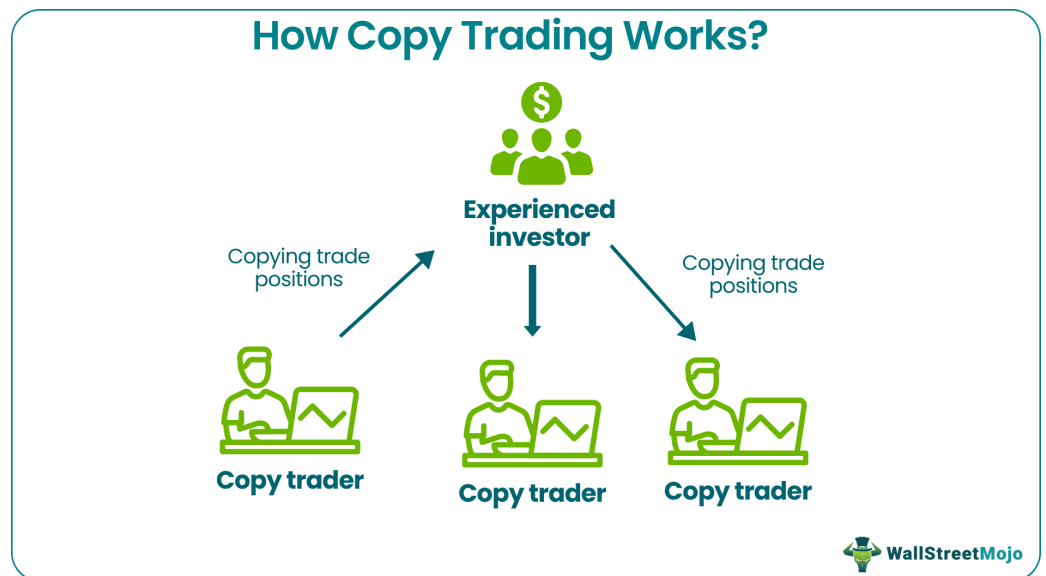 How Copy Trading Works?
$
Experienced
investor
Copying trade
positions
Copying trade
positions
Copy trader
Copy trader
Copy trader
WallStreetMojo